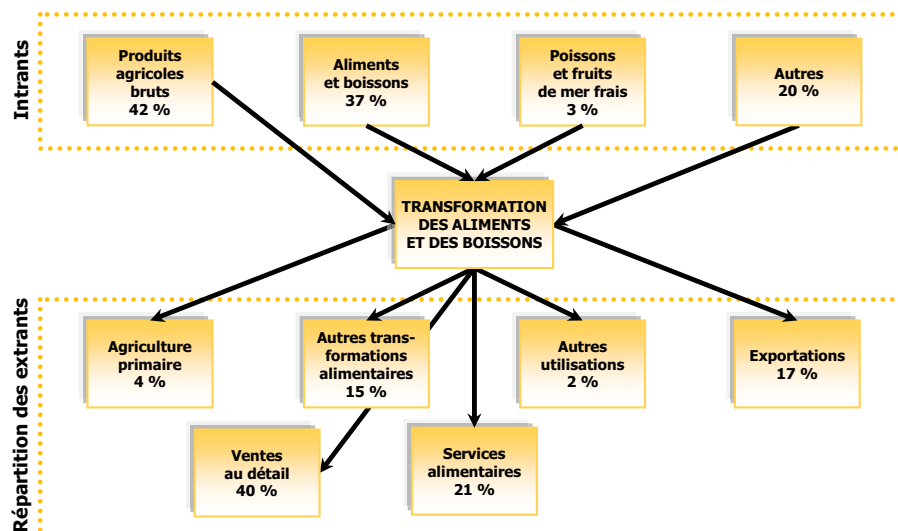 Intrants
Produits
agricoles
bruts
42 %
Aliments
et boissons
37 %
Poissons
et fruits
de mer frais
3 %
Autres
20 %
TRANSFORMATION
DES ALIMENTS
ET DES BOISSONS
Répartition des extrants
Agriculture
primaire
4 %
Autres trans-
formations
alimentaires
15 %
Autres
utilisations
2 %
Exportations
17 %
Ventes
au détail
40 %
Services
alimentaires
21 %